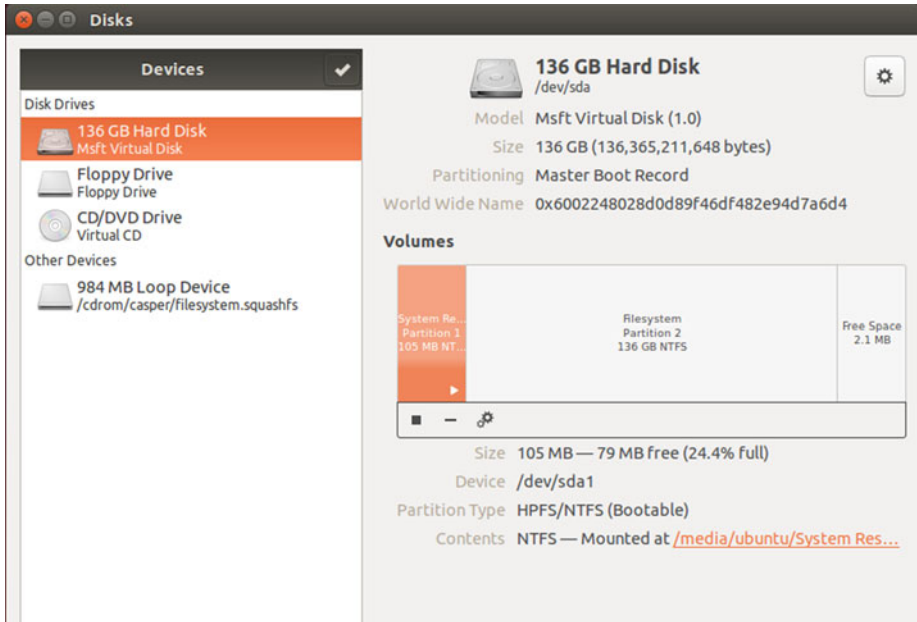 Disks
Devices
Disk Drives
136 GB Hard Disk
Msft Virtual Disk
Floppy Drive
Floppy Drive
CD/DVD Drive
Virtual CD
Other Devices
984 MB Loop Device
/cdrom/casper/filesystem.squashfs
136 GB Hard Disk
/dev/sda
Model Msft Virtual Disk (1.0)
Size 136 GB (136,365,211,648 bytes)
Partitioning Master Boot Record
World Wide Name 0x6002248028d0d89f46df482e94d7a6d4
Volumes
System Re...
Partition 1
105 MB NT...
Filesystem
Partition 2
136 GB NTFS
Free Space
2.1 MB
Size 105 MB — 79 MB free (24.4% full)
Device /dev/sda1
Partition Type HPFS/NTFS (Bootable)
Contents NTFS — Mounted at /media/ubuntu/System Res...